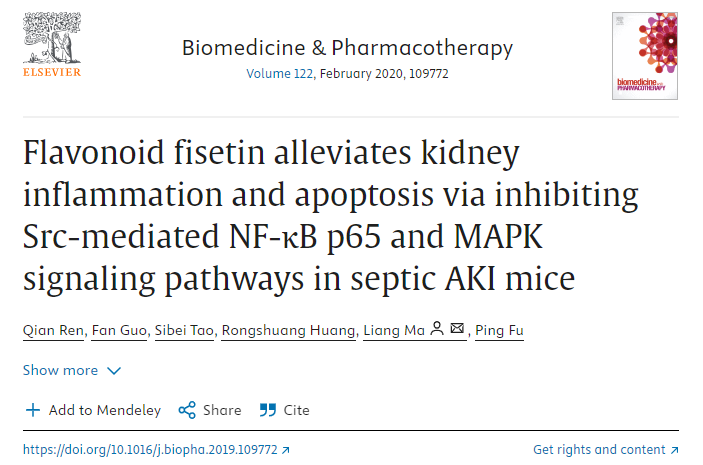 ELSEVIER
Biomedicine & Pharmacotherapy
Volume 122, February 2020, 109772
biomedicine
PHARMACOTHERAPY
Flavonoid fisetin alleviates kidney
inflammation and apoptosis via inhibiting
Src-mediated NF-κB p65 and MAPK
signaling pathways in septic AKI mice
Qian Ren, Fan Guo, Sibei Tao, Rongshuang Huang, Liang Ma, Ping Fu
Show more
Add to Mendeley
Share
Cite
https://doi.org/10.1016/j.biopha.2019.109772
Get rights and content